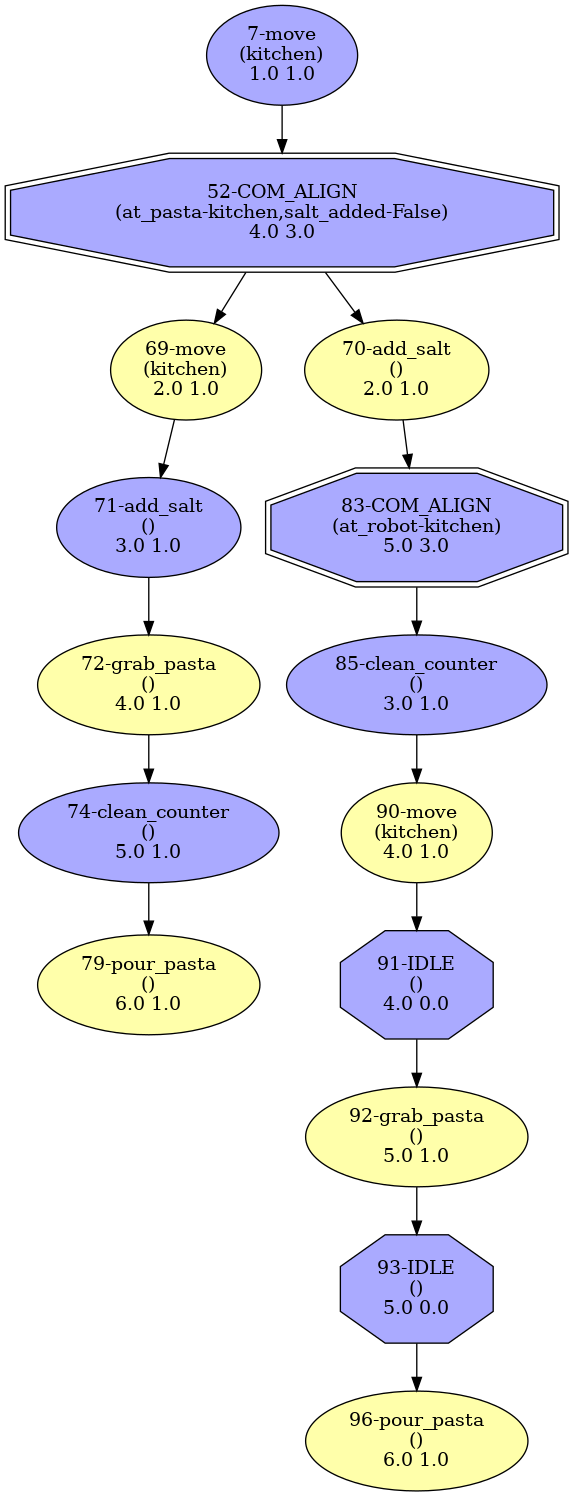 7-move
(kitchen)
1.0 1.0
52-COM_ALIGN
(at_pasta-kitchen,salt_added-False)
4.0 3.0
69-move
(kitchen)
2.0 1.0
70-add_salt
()
2.0 1.0
71-add_salt
()
3.0 1.0
83-COM_ALIGN
(at_robot-kitchen)
5.0 3.0
72-grab_pasta
()
4.0 1.0
85-clean_counter
()
3.0 1.0
74-clean_counter
()
5.0 1.0
90-move
(kitchen)
4.0 1.0
79-pour_pasta
()
6.0 1.0
91-IDLE
()
4.0 0.0
92-grab_pasta
()
5.0 1.0
93-IDLE
()
5.0 0.0
96-pour_pasta
()
6.0 1.0